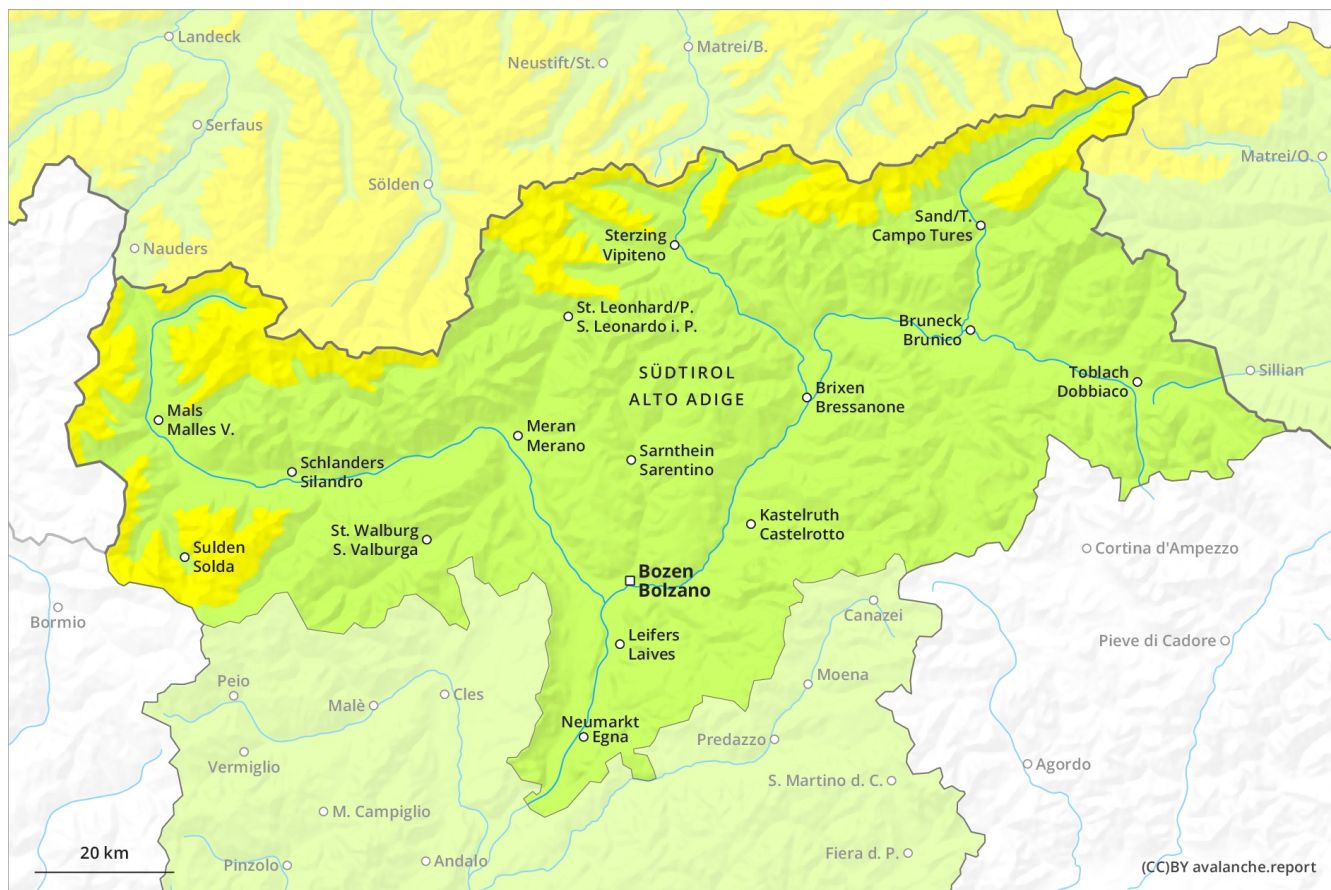 Landeck
Matrei/B.
Neustift/St.
Serfaus
Matrei/O.
Sölden
Sand/T.
Campo Tures
Sterzing
Vipiteno
Nauders
St. Leonhard/P.
S. Leonardo i. P.
Bruneck
Brunico
SÜDTIROL
ALTO ADIGE
Toblach
Dobbiaco
Sillian
Brixen
Bressanone
Mals
Malles V.
Meran
Merano
Sarnthein
Sarentino
Schlanders
Silandro
Kastelruth
Castelrotto
St. Walburg
S. Valburga
Sulden
Solda
Cortina d'Ampezzo
Bozen
Bolzano
Bormio
Canazei
Leifers
Laives
Pieve di Cadore
Peio
Moena
Malè
Cles
Neumarkt
Egna
Predazzo
Vermiglio
Agordo
S. Martino d. C.
M. Campiglio
20 km
Pinzolo
Andalo
Fiera d. P.
(CC)BY avalanche.report